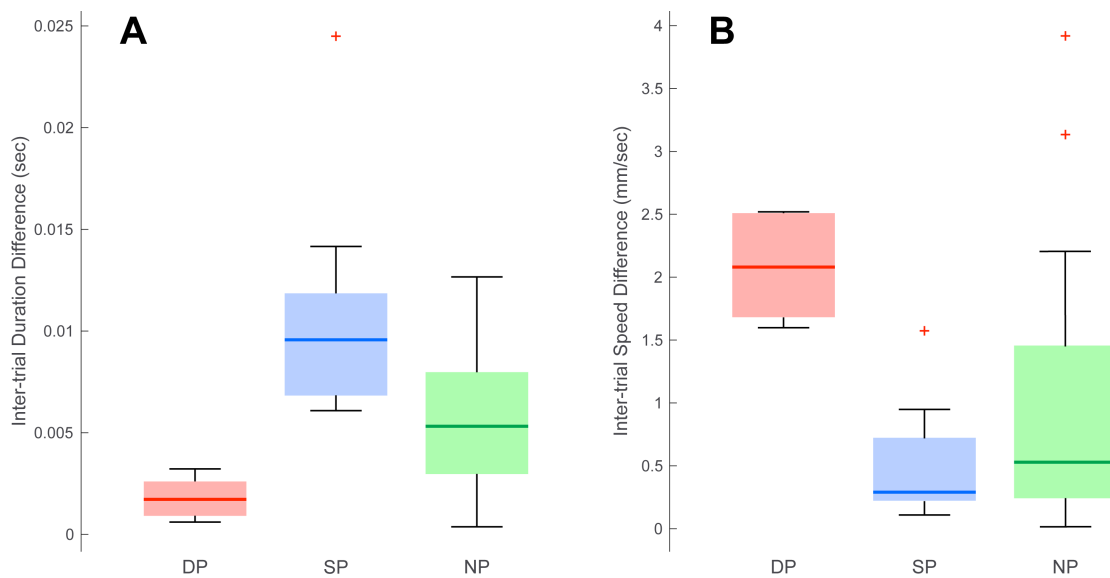 A
Inter-trial Duration Difference (sec)
0.025
0.02
0.015
0.01
0.005
0
DP SP NP
B
Inter-trial Speed Difference (mm/sec)
4
3.5
3
2.5
2
1.5
1
0.5
0
DP SP NP